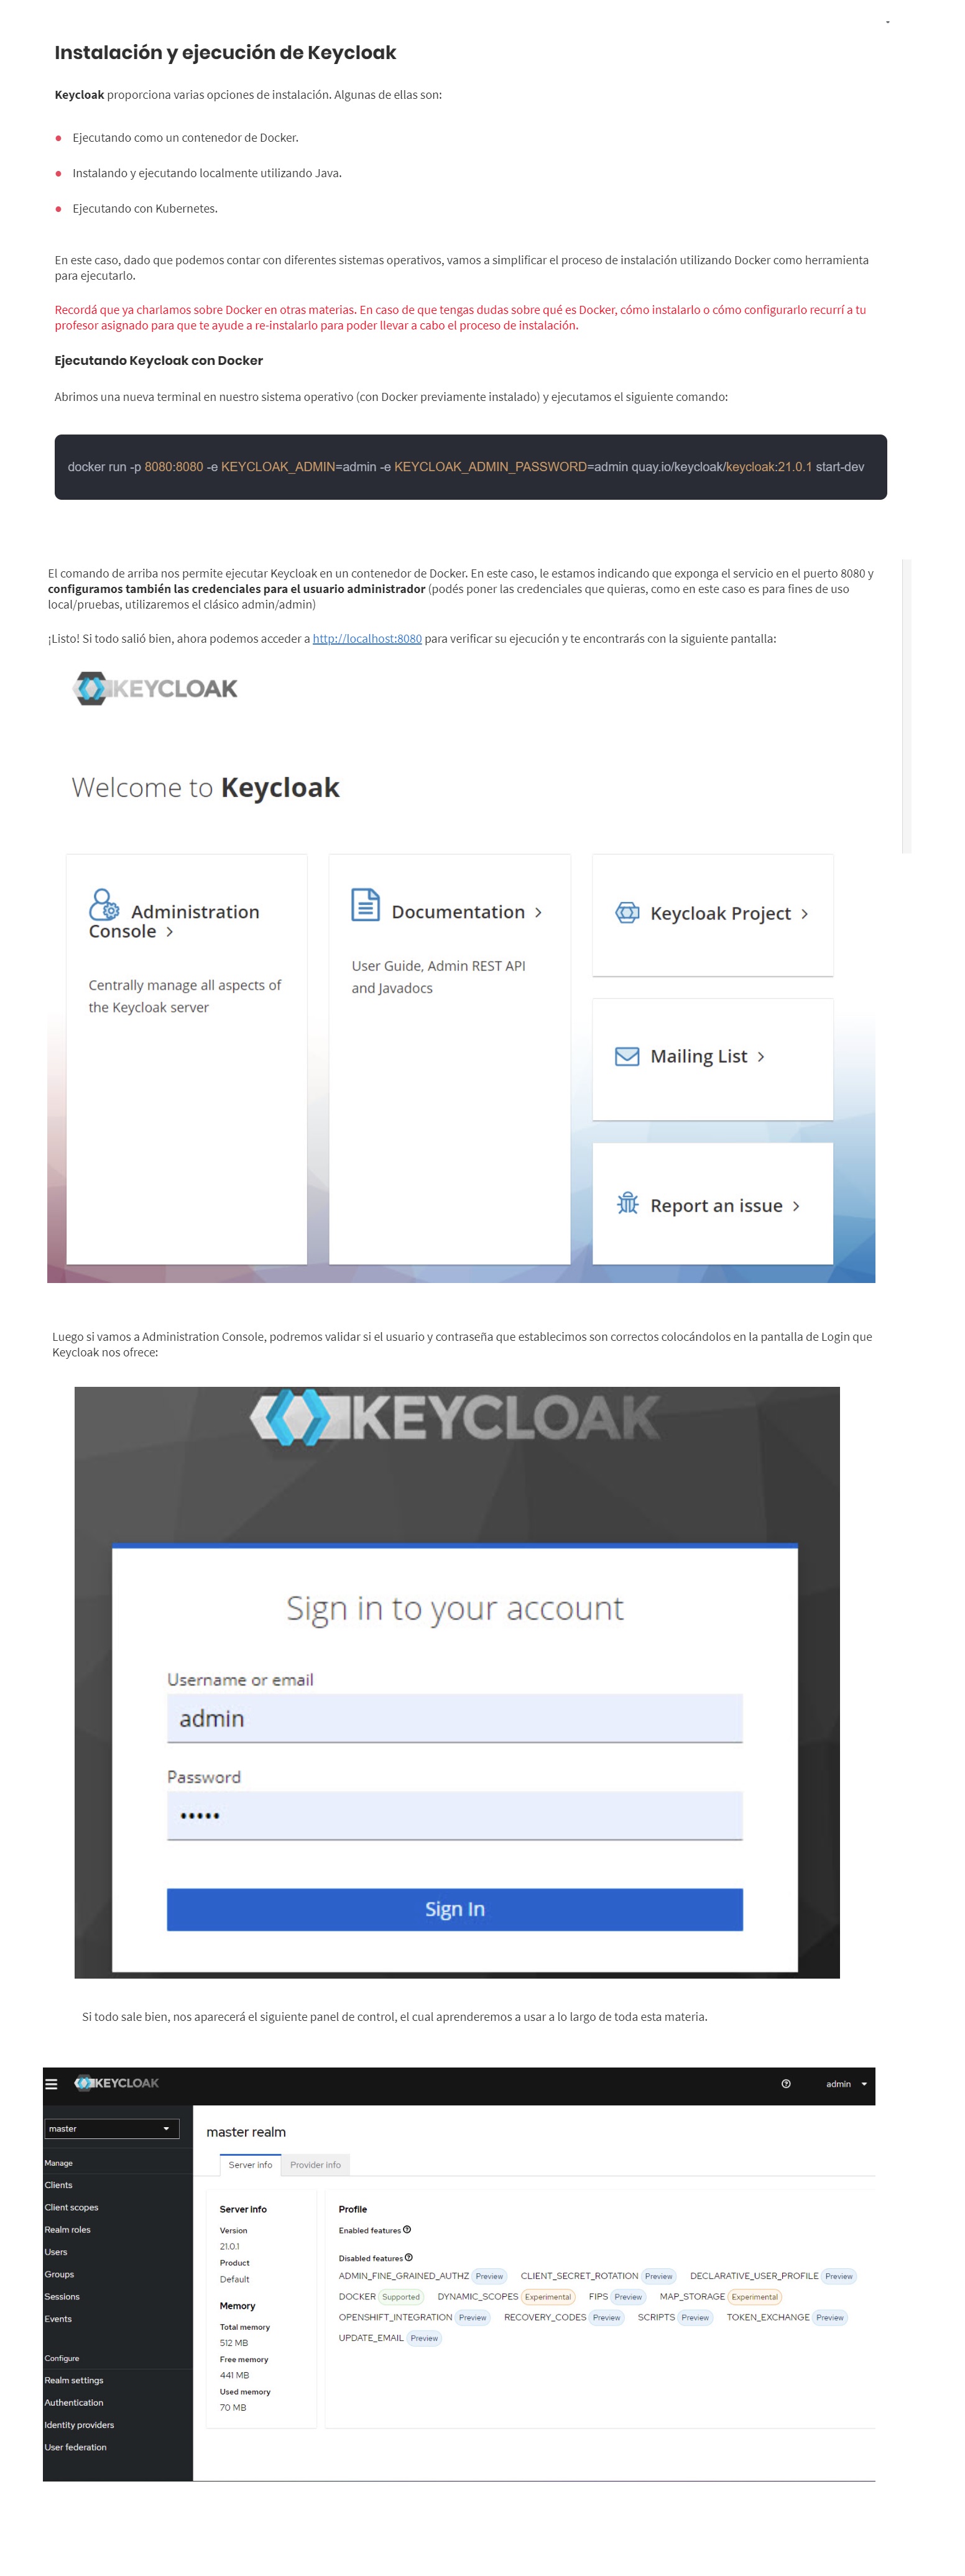 Instalación y ejecución de Keycloak
Keycloak proporciona varias opciones de instalación. Algunas de ellas son:
Ejecutando como un contenedor de Docker.
Instalando y ejecutando localmente utilizando Java.
Ejecutando con Kubernetes.
En este caso, dado que podemos contar con diferentes sistemas operativos, vamos a simplificar el proceso de instalación utilizando Docker como herramienta
para ejecutarlo.
Recordá que ya charlamos sobre Docker en otras materias. En caso de que tengas dudas sobre qué es Docker, cómo instalarlo o cómo configurarlo recurrí a tu
profesor asignado para que te ayude a re-instalarlo para poder llevar a cabo el proceso de instalación.
Ejecutando Keycloak con Docker
Abrimos una nueva terminal en nuestro sistema operativo (con Docker previamente instalado) y ejecutamos el siguiente comando:
docker run -p 8080:8080 -e KEYCLOAK_ADMIN=admin -e KEYCLOAK_ADMIN_PASSWORD=admin quay.io/keycloak/keycloak:21.0.1 start-dev
El comando de arriba nos permite ejecutar Keycloak en un contenedor de Docker. En este caso, le estamos indicando que exponga el servicio en el puerto 8080 y
configuramos también las credenciales para el usuario administrador (podés poner las credenciales que quieras, como en este caso es para fines de uso
local/pruebas, utilizaremos el clásico admin/admin)
¡Listo! Si todo salió bien, ahora podemos acceder a http://localhost:8080 para verificar su ejecución y te encontrarás con la siguiente pantalla:
KEYCLOAK
Welcome to Keycloak
Administration
Console >
Centrally manage all aspects of
the Keycloak server
Documentation >
User Guide, Admin REST API
and Javadocs
Keycloak Project >
Mailing List >
Report an issue >
Luego si vamos a Administration Console, podremos validar si el usuario y contraseña que establecimos son correctos colocándolos en la pantalla de Login que
Keycloak nos ofrece:
KEYCLOAK
Sign in to your account
Username or email
admin
Password
•••••
Sign In
Si todo sale bien, nos aparecerá el siguiente panel de control, el cual aprenderemos a usar a lo largo de toda esta materia.
KEYCLOAK
admin
master
Manage
Clients
Client scopes
Realm roles
Users
Groups
Sessions
Events
Configure
Realm settings
Authentication
Identity providers
User federation
master realm
Server info Provider info
Server info
Version
21.0.1
Product
Default
Memory
Total memory
512 MB
Free memory
441 MB
Used memory
70 MB
Profile
Enabled features
Disabled features
ADMIN_FINE_GRAINED_AUTHZ Preview CLIENT_SECRET_ROTATION Preview DECLARATIVE_USER_PROFILE Preview
DOCKER Supported DYNAMIC_SCOPES Experimental FIPS Preview MAP_STORAGE Experimental
OPENSHIFT_INTEGRATION Preview RECOVERY_CODES Preview SCRIPTS Preview TOKEN_EXCHANGE Preview
UPDATE_EMAIL Preview